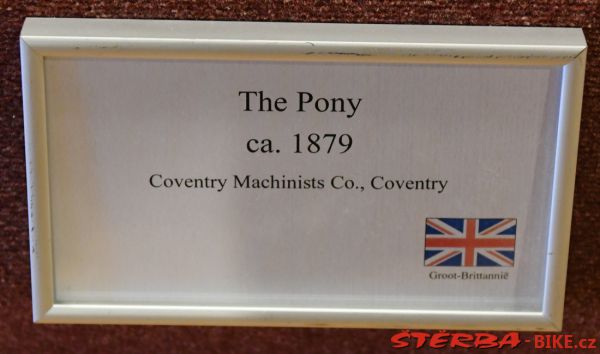 The Pony
ca. 1879
Coventry Machinists Co., Coventry
Groot-Brittannië
ŠTĚRBA-BIKE.cz